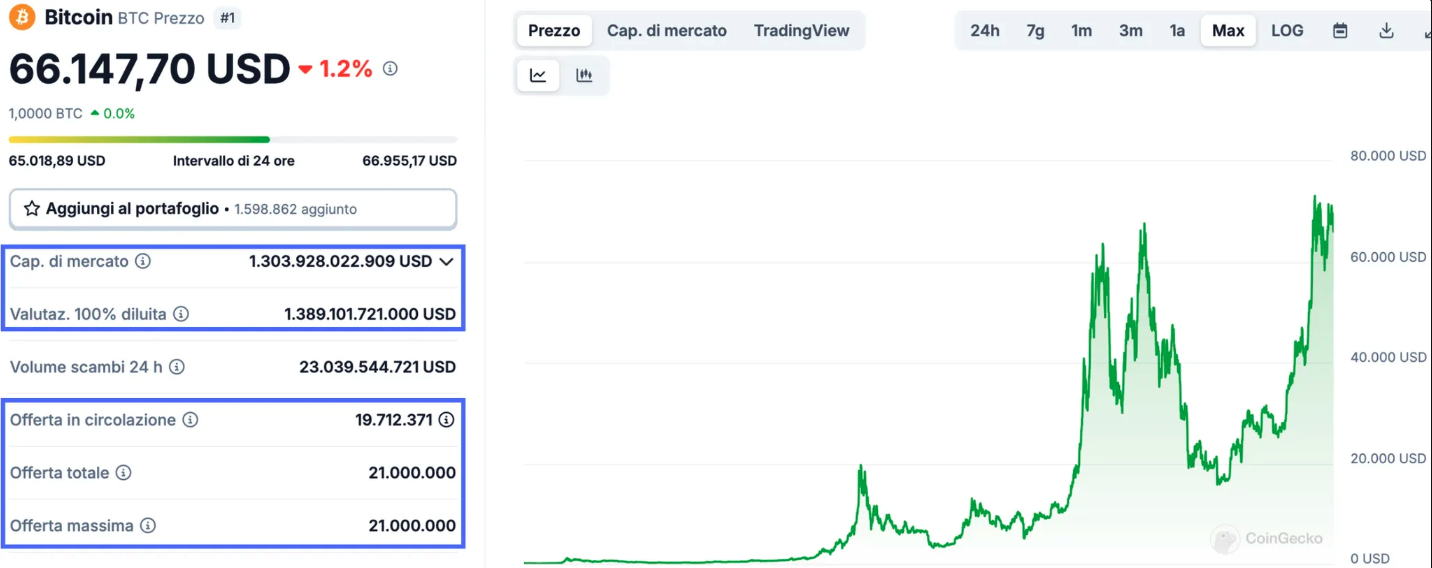 Bitcoin BTC Prezzo #1
66.147,70 USD 1.2%
1,0000 BTC 0.0%
65.018,89 USD Intervallo di 24 ore 66.955,17 USD
Aggiungi al portafoglio • 1.598.862 aggiunto
Cap. di mercato 1.303.928.022.909 USD
Valutaz. 100% diluita 1.389.101.721.000 USD
Volume scambi 24 h 23.039.544.721 USD
Offerta in circolazione 19.712.371
Offerta totale 21.000.000
Offerta massima 21.000.000
Prezzo Cap. di mercato TradingView
24h 7g 1m 3m 1a Max LOG
80.000 USD
60.000 USD
40.000 USD
20.000 USD
CoinGecko
0 USD